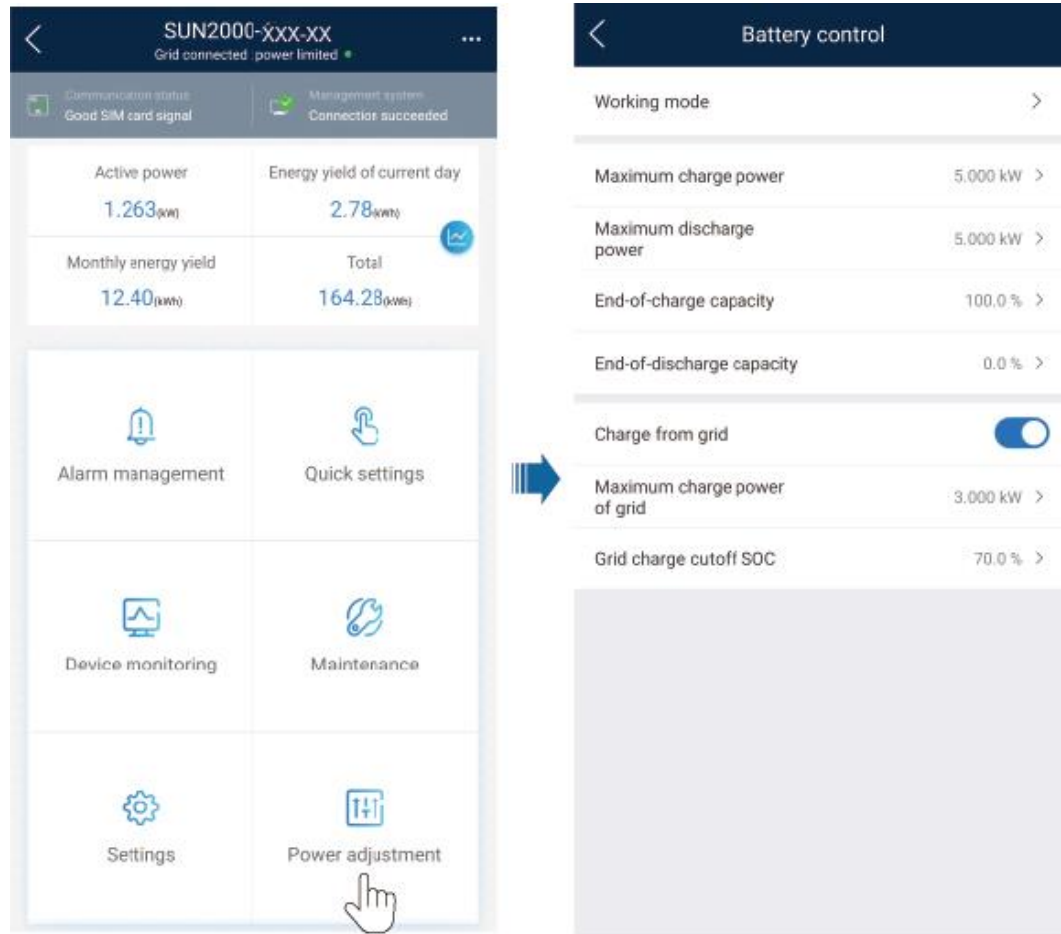 SUN2000-XXX-XX
Grid connected :power limited
Communication status
Good SIM card signal
Management system
Connection succeeded
Active power
1.263(kW)
Energy yield of current day
2.78(kWh)
Monthly energy yield
12.40(kWh)
Total
164.28(kWh)
Alarm management
Quick settings
Device monitoring
Maintenance
Settings
Power adjustment
Battery control
Working mode
Maximum charge power
5.000 kW
Maximum discharge
power
5.000 kW
End-of-charge capacity
100.0 %
End-of-discharge capacity
0.0 %
Charge from grid
Maximum charge power
of grid
3.000 kW
Grid charge cutoff SOC
70.0 %